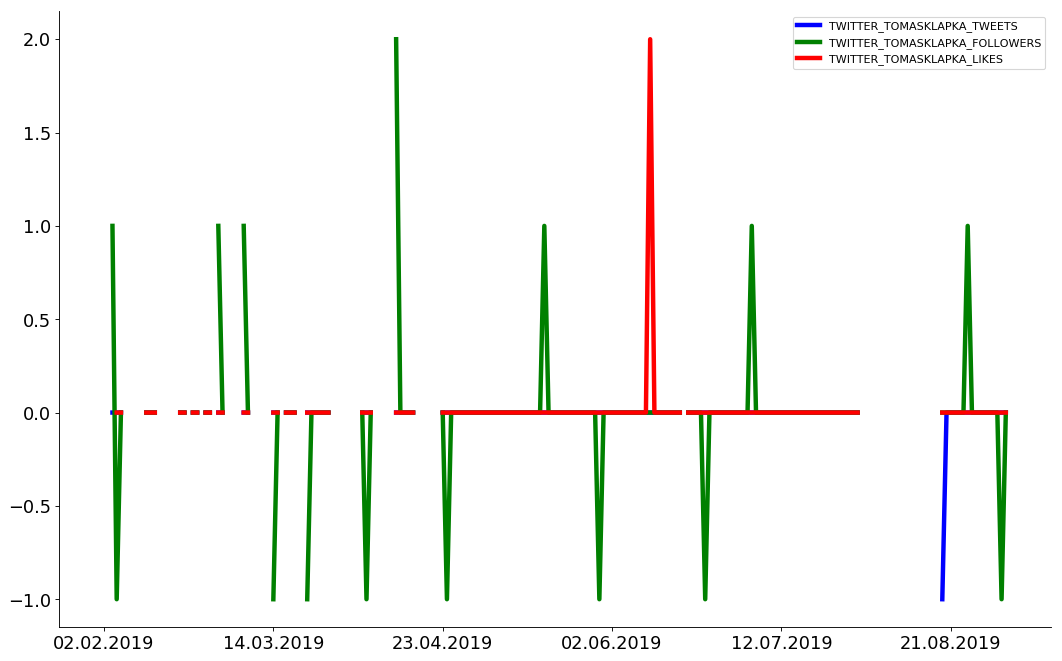 TWITTER_TOMASKLAPKA_TWEETS
TWITTER_TOMASKLAPKA_FOLLOWERS
TWITTER_TOMASKLAPKA_LIKES
2.0
1.5
1.0
0.5
0.0
−0.5
−1.0
02.02.2019 14.03.2019 23.04.2019 02.06.2019 12.07.2019 21.08.2019